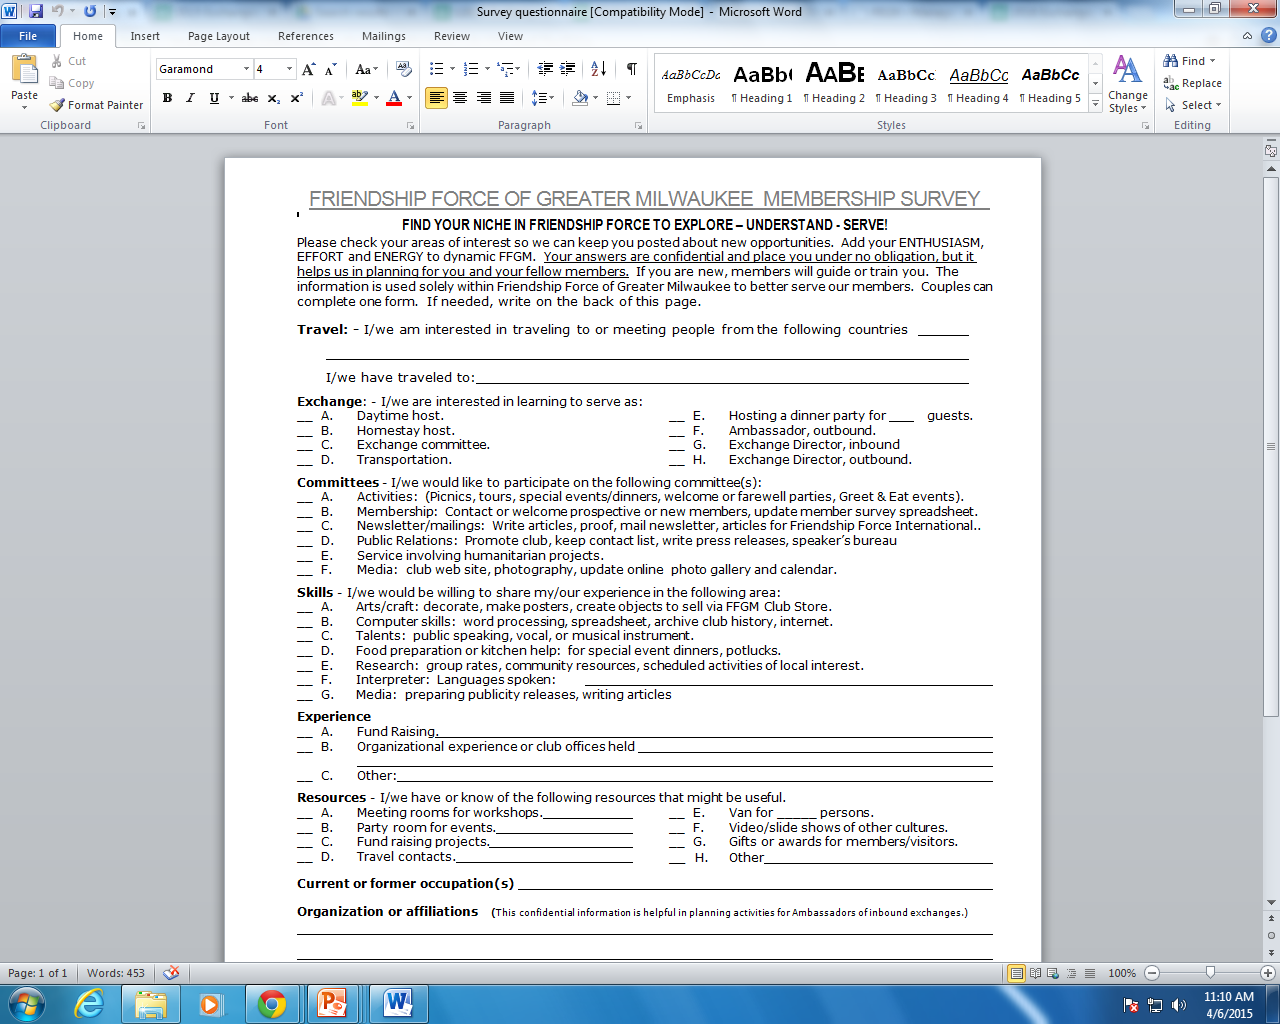 Survey questionnaire [Compatibility Mode] - Microsoft Word
File Home Insert Page Layout References Mailings Review View
Paste Cut Copy Format Painter
Garamond 4
AaBbCcDc AaBb( AaBb AaBbCc AaBbCc AaBbCc
Emphasis ¶ Heading 1 ¶ Heading 2 ¶ Heading 3 ¶ Heading 4 ¶ Heading 5
Change Styles
Find Replace Select
Clipboard Font Paragraph Styles Editing
FRIENDSHIP FORCE OF GREATER MILWAUKEE MEMBERSHIP SURVEY
FIND YOUR NICHE IN FRIENDSHIP FORCE TO EXPLORE – UNDERSTAND - SERVE!
Please check your areas of interest so we can keep you posted about new opportunities. Add your ENTHUSIASM,
EFFORT and ENERGY to dynamic FFGM. Your answers are confidential and place you under no obligation, but it
helps us in planning for you and your fellow members. If you are new, members will guide or train you. The
information is used solely within Friendship Force of Greater Milwaukee to better serve our members. Couples can
complete one form. If needed, write on the back of this page.
Travel: - I/we am interested in traveling to or meeting people from the following countries ______
I/we have traveled to:______
Exchange: - I/we are interested in learning to serve as:
__ A. Daytime host. __ E. Hosting a dinner party for ___ guests.
__ B. Homestay host. __ F. Ambassador, outbound.
__ C. Exchange committee. __ G. Exchange Director, inbound
__ D. Transportation. __ H. Exchange Director, outbound.
Committees - I/we would like to participate on the following committee(s):
__ A. Activities: (Picnics, tours, special events/dinners, welcome or farewell parties, Greet & Eat events).
__ B. Membership: Contact or welcome prospective or new members, update member survey spreadsheet.
__ C. Newsletter/mailings: Write articles, proof, mail newsletter, articles for Friendship Force International..
__ D. Public Relations: Promote club, keep contact list, write press releases, speaker's bureau
__ E. Service involving humanitarian projects.
__ F. Media: club web site, photography, update online photo gallery and calendar.
Skills - I/we would be willing to share my/our experience in the following area:
__ A. Arts/craft: decorate, make posters, create objects to sell via FFGM Club Store.
__ B. Computer skills: word processing, spreadsheet, archive club history, internet.
__ C. Talents: public speaking, vocal, or musical instrument.
__ D. Food preparation or kitchen help: for special event dinners, potlucks.
__ E. Research: group rates, community resources, scheduled activities of local interest.
__ F. Interpreter: Languages spoken: ______
__ G. Media: preparing publicity releases, writing articles
Experience
__ A. Fund Raising.______
__ B. Organizational experience or club offices held ______
__ C. Other:______
Resources - I/we have or know of the following resources that might be useful.
__ A. Meeting rooms for workshops.______ __ E. Van for _____ persons.
__ B. Party room for events.______ __ F. Video/slide shows of other cultures.
__ C. Fund raising projects.______ __ G. Gifts or awards for members/visitors.
__ D. Travel contacts.______ __ H. Other______
Current or former occupation(s) ______
Organization or affiliations (This confidential information is helpful in planning activities for Ambassadors of inbound exchanges.)
Page: 1 of 1 Words: 453 100%
11:10 AM
4/6/2015